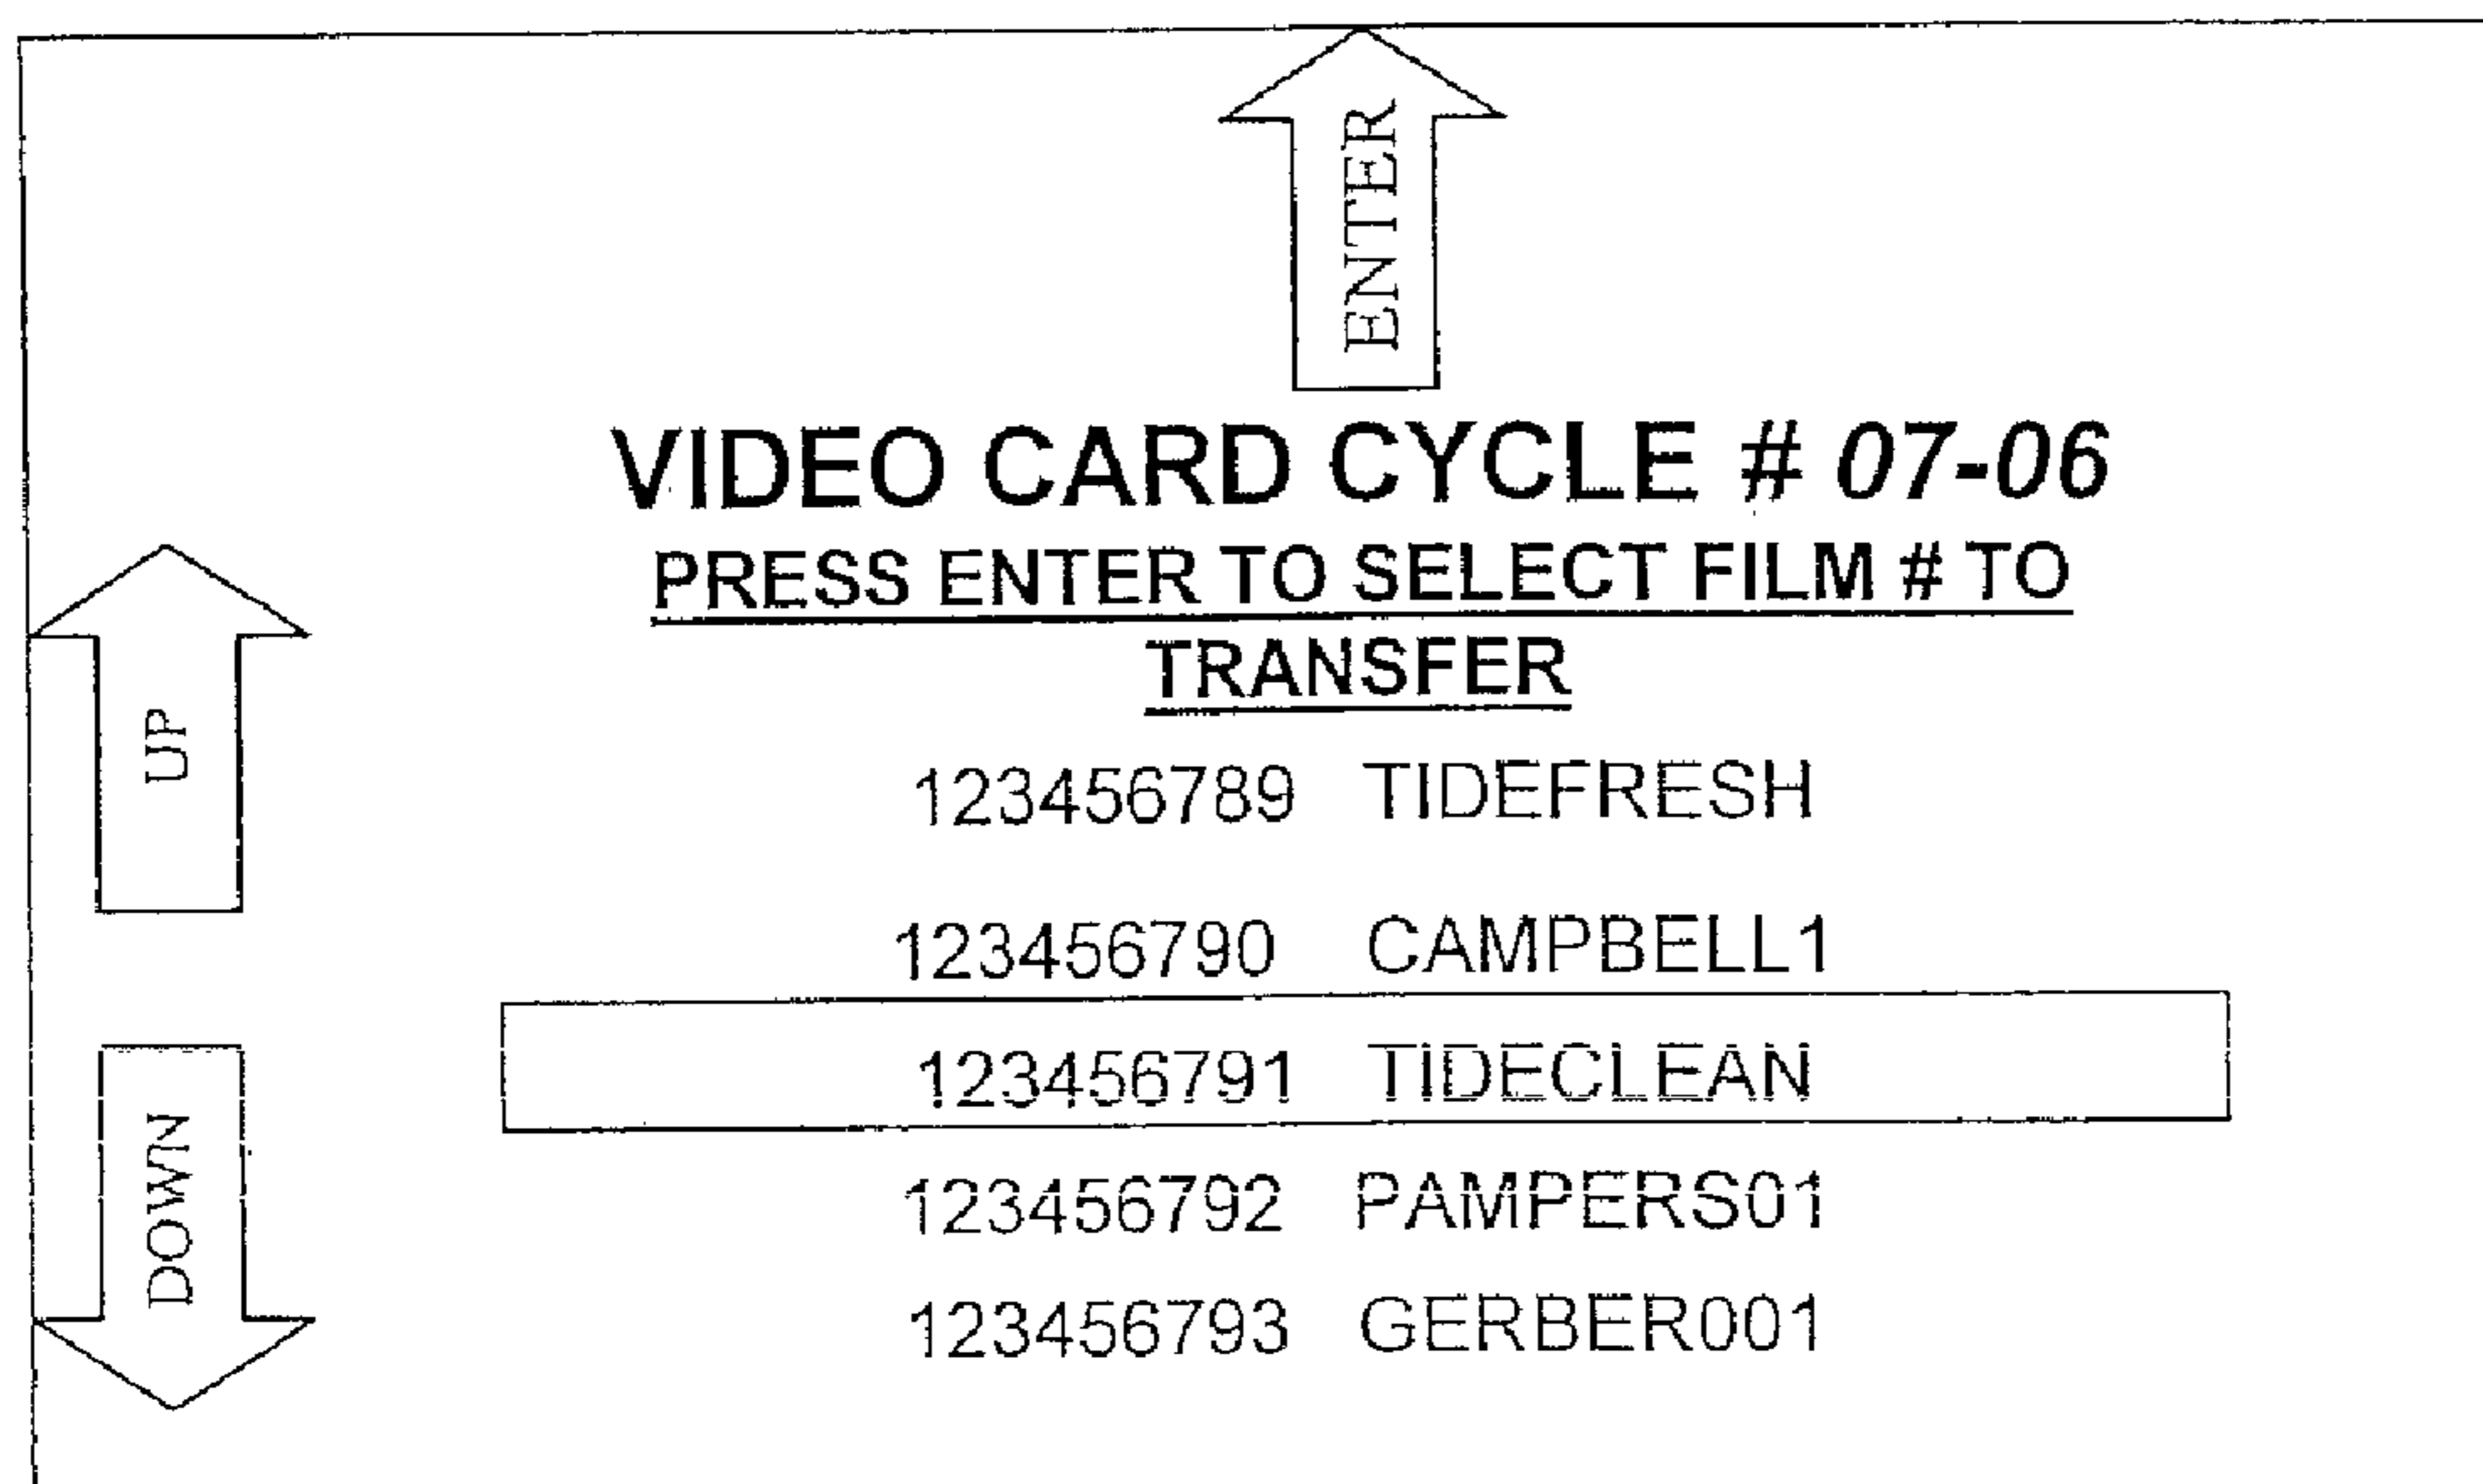 ENTER
VIDEO CARD CYCLE # 07-06
PRESS ENTER TO SELECT FILM # TO
TRANSFER
UP
123456789 TIDEFRESH
123456790 CAMPBELL1
123456791 TIDECLEAN
DOWN
123456792 PAMPERS01
123456793 GERBER001